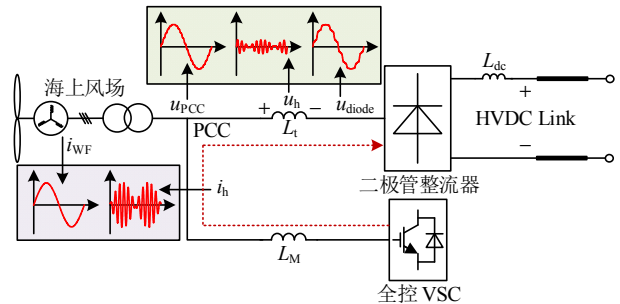 u_PCC
u_h
u_diode
海上风场
+
−
L_t
PCC
L_dc
+
HVDC Link
−
i_WF
i_h
二极管整流器
L_M
全控 VSC